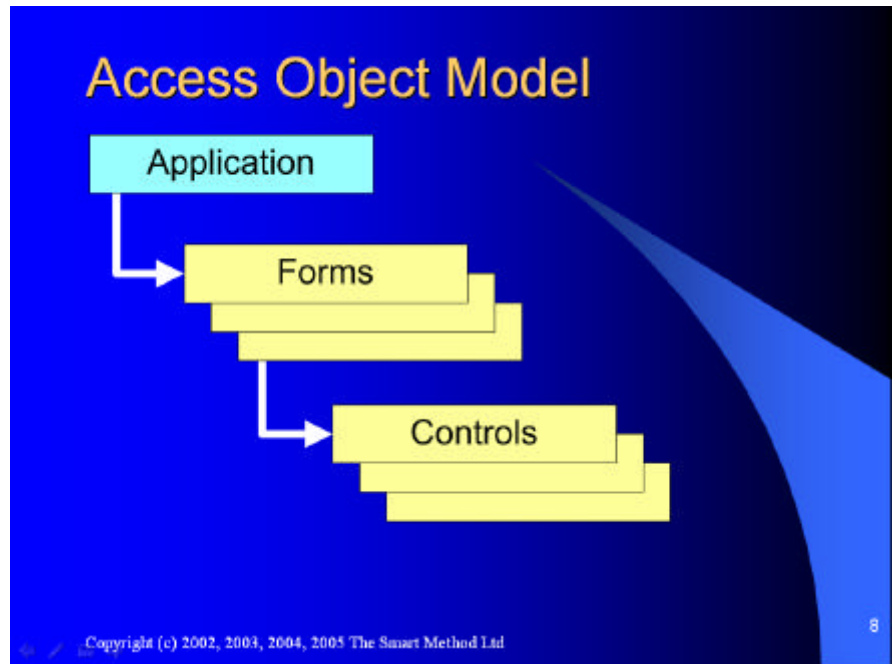 Access Object Model
Application
Forms
Controls
Copyright (c) 2002, 2003, 2004, 2005 The Smart Method Ltd
8